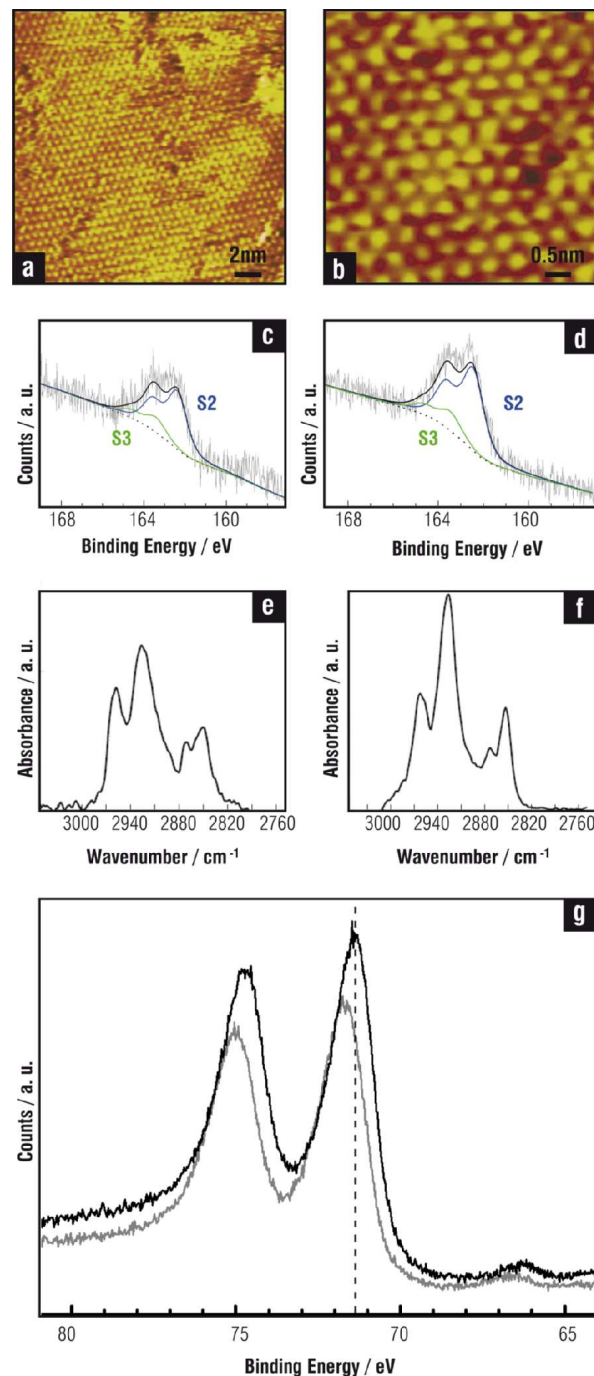 a
2nm
b
0.5nm
c
S2
S3
Counts / a. u.
168 164 160
Binding Energy / eV
d
S2
S3
Counts / a. u.
168 164 160
Binding Energy / eV
e
Absorbance / a. u.
3000 2940 2880 2820 2760
Wavenumber / cm⁻¹
f
Absorbance / a. u.
3000 2940 2880 2820 2760
Wavenumber / cm⁻¹
g
Counts / a. u.
80 75 70 65
Binding Energy / eV